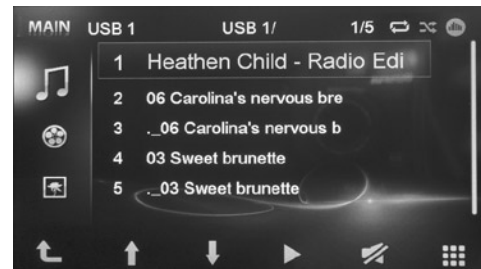 MAIN USB 1 USB 1/ 1/5
1 Heathen Child - Radio Edi
2 06 Carolina's nervous bre
3 ._06 Carolina's nervous b
4 03 Sweet brunette
5 ._03 Sweet brunette